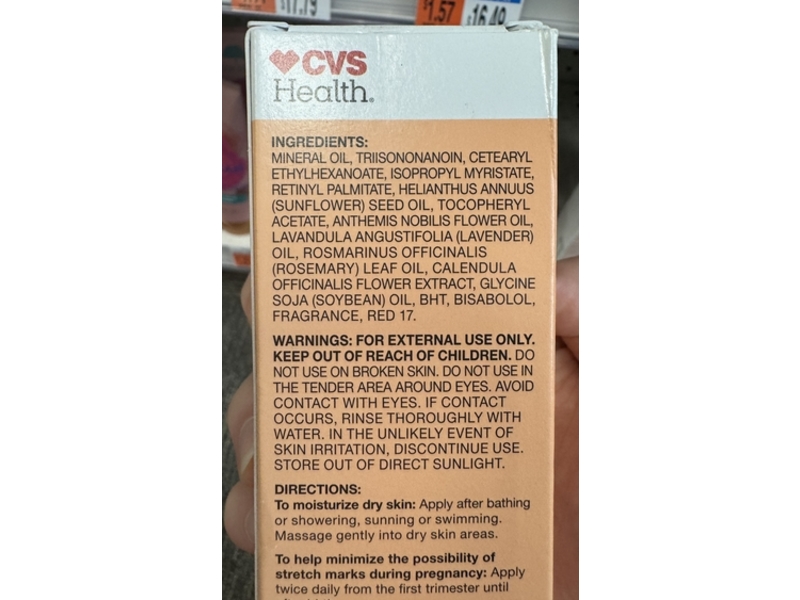 $17.79
$1.57
$16.49
CVS
Health.
INGREDIENTS:
MINERAL OIL, TRIISONONANOIN, CETEARYL
ETHYLHEXANOATE, ISOPROPYL MYRISTATE,
RETINYL PALMITATE, HELIANTHUS ANNUUS
(SUNFLOWER) SEED OIL, TOCOPHERYL
ACETATE, ANTHEMIS NOBILIS FLOWER OIL,
LAVANDULA ANGUSTIFOLIA (LAVENDER)
OIL, ROSMARINUS OFFICINALIS
(ROSEMARY) LEAF OIL, CALENDULA
OFFICINALIS FLOWER EXTRACT, GLYCINE
SOJA (SOYBEAN) OIL, BHT, BISABOLOL,
FRAGRANCE, RED 17.
WARNINGS: FOR EXTERNAL USE ONLY.
KEEP OUT OF REACH OF CHILDREN. DO
NOT USE ON BROKEN SKIN. DO NOT USE IN
THE TENDER AREA AROUND EYES. AVOID
CONTACT WITH EYES. IF CONTACT
OCCURS, RINSE THOROUGHLY WITH
WATER. IN THE UNLIKELY EVENT OF
SKIN IRRITATION, DISCONTINUE USE.
STORE OUT OF DIRECT SUNLIGHT.
DIRECTIONS:
To moisturize dry skin: Apply after bathing
or showering, sunning or swimming.
Massage gently into dry skin areas.
To help minimize the possibility of
stretch marks during pregnancy: Apply
twice daily from the first trimester until